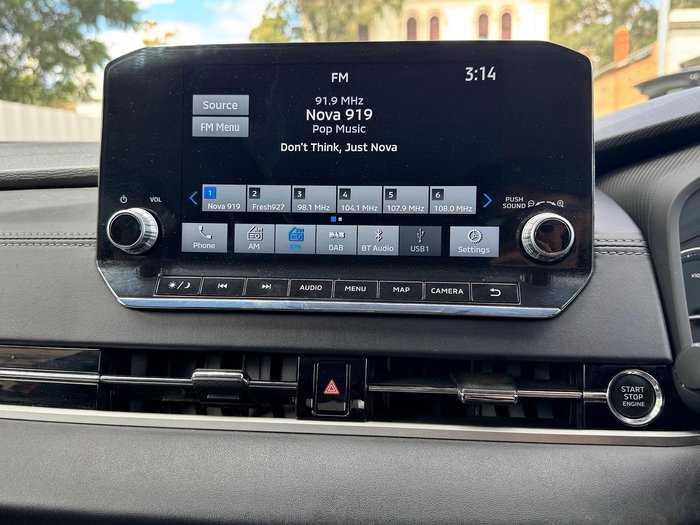 FM
3:14
Source
FM Menu
91.9 MHz
Nova 919
Pop Music
Don't Think, Just Nova
1 2 3 4 5 6
Nova 919 Fresh927 98.1 MHz 104.1 MHz 107.9 MHz 108.0 MHz
VOL
PUSH SOUND
Phone AM FM DAB BT Audio USB1 Settings
AUDIO MENU MAP CAMERA
START
STOP
ENGINE